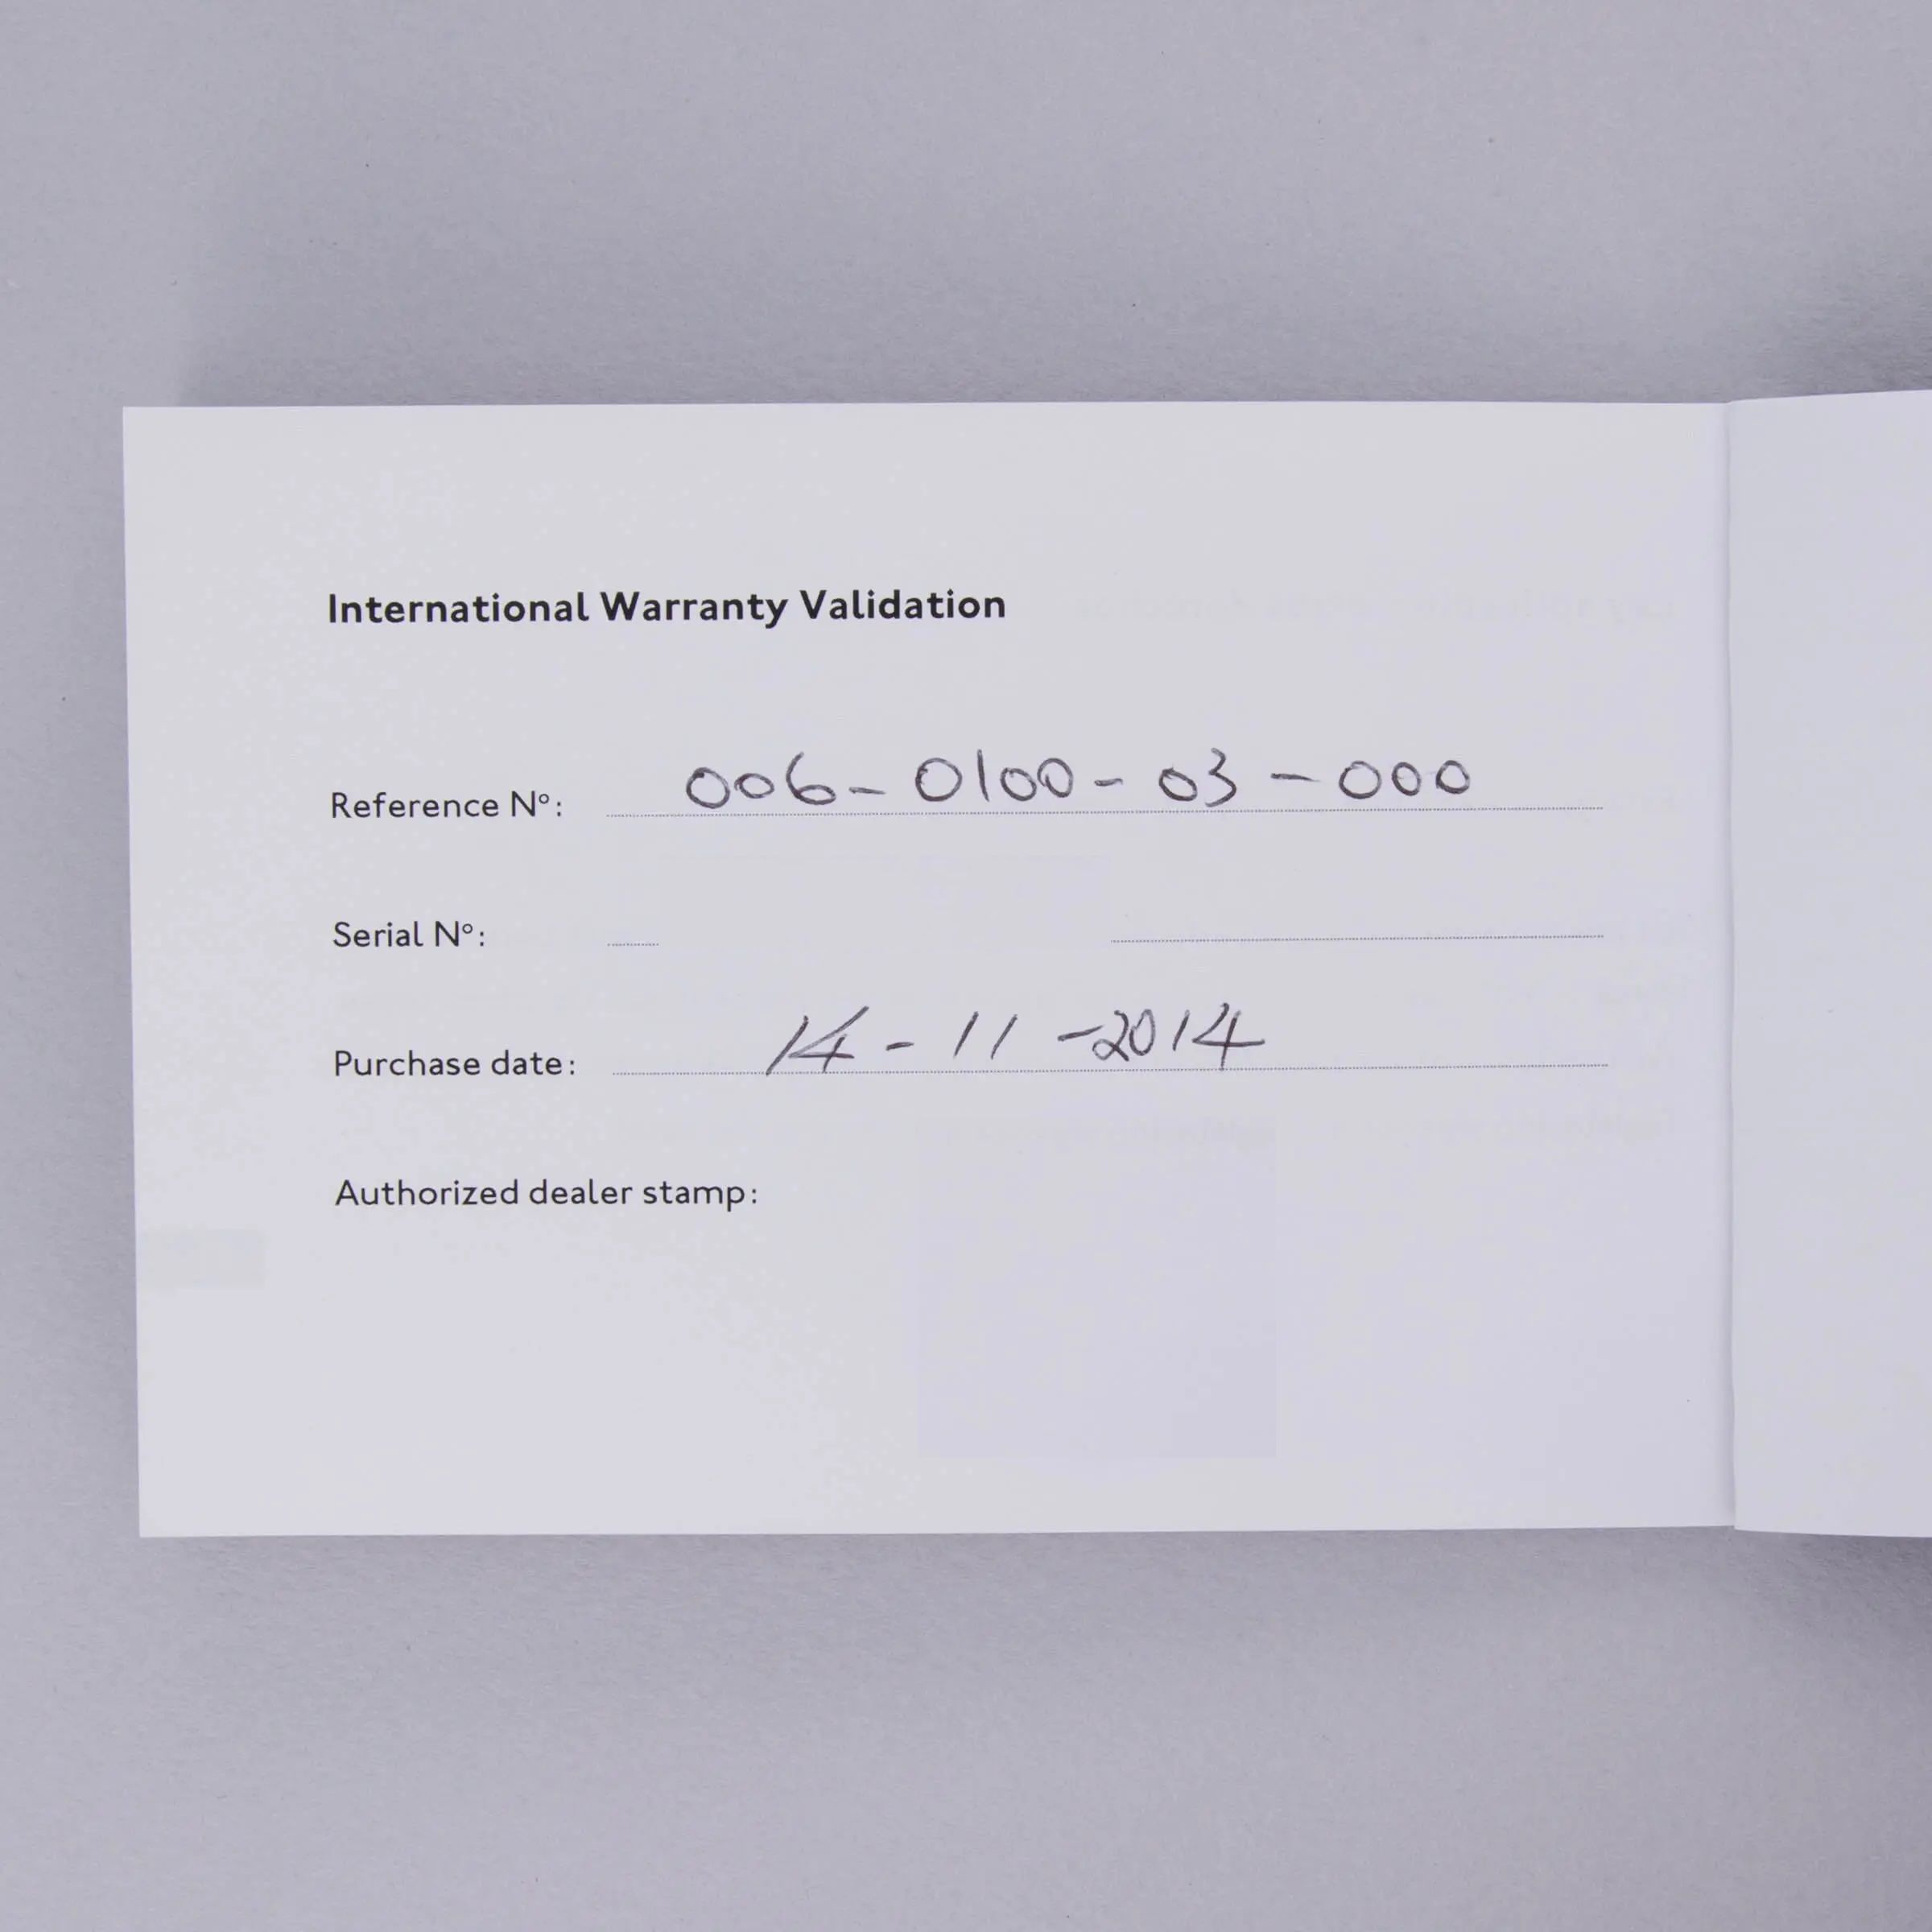 International Warranty Validation
Reference N°: 006-0100-03-000
Serial N°:
Purchase date: 14-11-2014
Authorized dealer stamp: